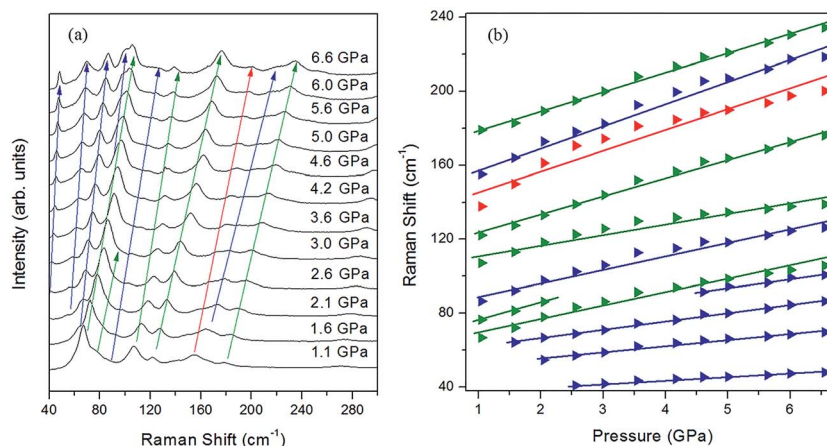 (a)
6.6 GPa
6.0 GPa
5.6 GPa
5.0 GPa
4.6 GPa
4.2 GPa
3.6 GPa
3.0 GPa
2.6 GPa
2.1 GPa
1.6 GPa
1.1 GPa
Intensity (arb. units)
40 80 120 160 200 240 280
Raman Shift (cm⁻¹)
(b)
240
200
160
120
80
40
Raman Shift (cm⁻¹)
1 2 3 4 5 6
Pressure (GPa)